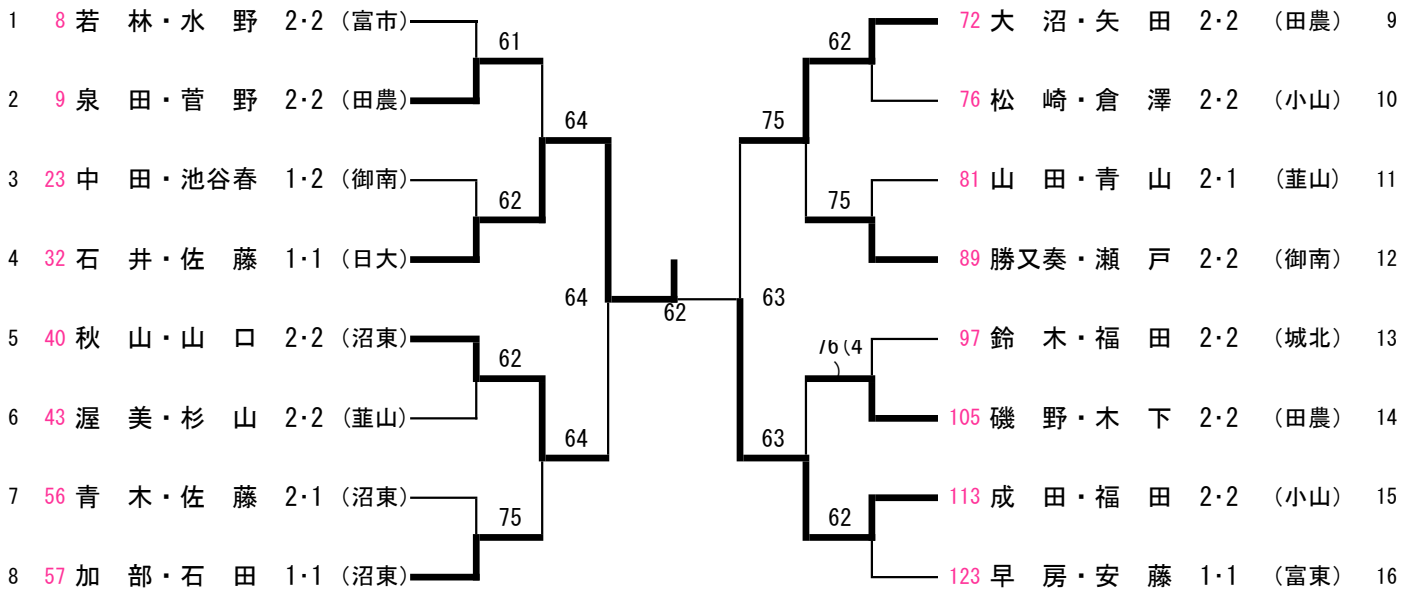 1 8 若 林・水 野 2・2 (富市) 72 大 沼・矢 田 2・2 (田農) 9
61 62
2 9 泉 田・菅 野 2・2 (田農) 76 松 崎・倉 澤 2・2 (小山) 10
64 75
3 23 中 田・池谷春 1・2 (御南) 81 山 田・青 山 2・1 (韮山) 11
62 75
4 32 石 井・佐 藤 1・1 (日大) 89 勝又奏・瀬 戸 2・2 (御南) 12
64 62 63
5 40 秋 山・山 口 2・2 (沼東) 97 鈴 木・福 田 2・2 (城北) 13
62 76(4
)
6 43 渥 美・杉 山 2・2 (韮山) 105 磯 野・木 下 2・2 (田農) 14
64 63
7 56 青 木・佐 藤 2・1 (沼東) 113 成 田・福 田 2・2 (小山) 15
75 62
8 57 加 部・石 田 1・1 (沼東) 123 早 房・安 藤 1・1 (富東) 16